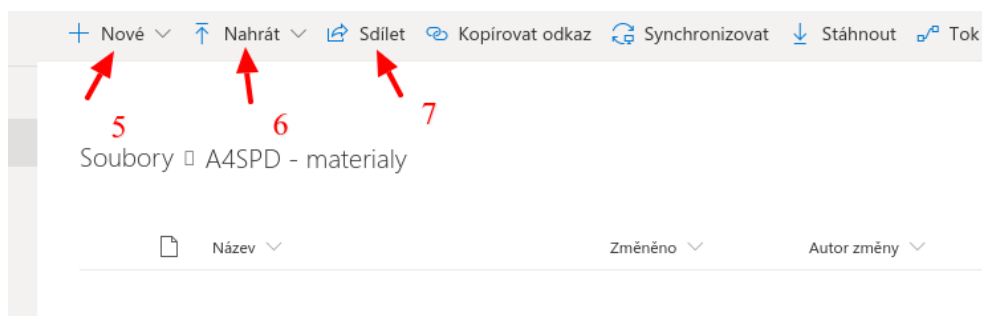 Nové Nahrát Sdílet Kopírovat odkaz Synchronizovat Stáhnout Tok
5 6 7
Soubory A4SPD - materialy
Název Změněno Autor změny